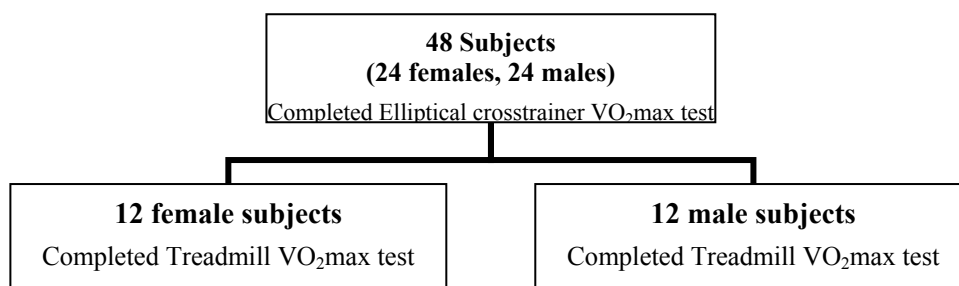 48 Subjects
(24 females, 24 males)
Completed Elliptical crosstrainer VO₂max test
12 female subjects
Completed Treadmill VO₂max test
12 male subjects
Completed Treadmill VO₂max test